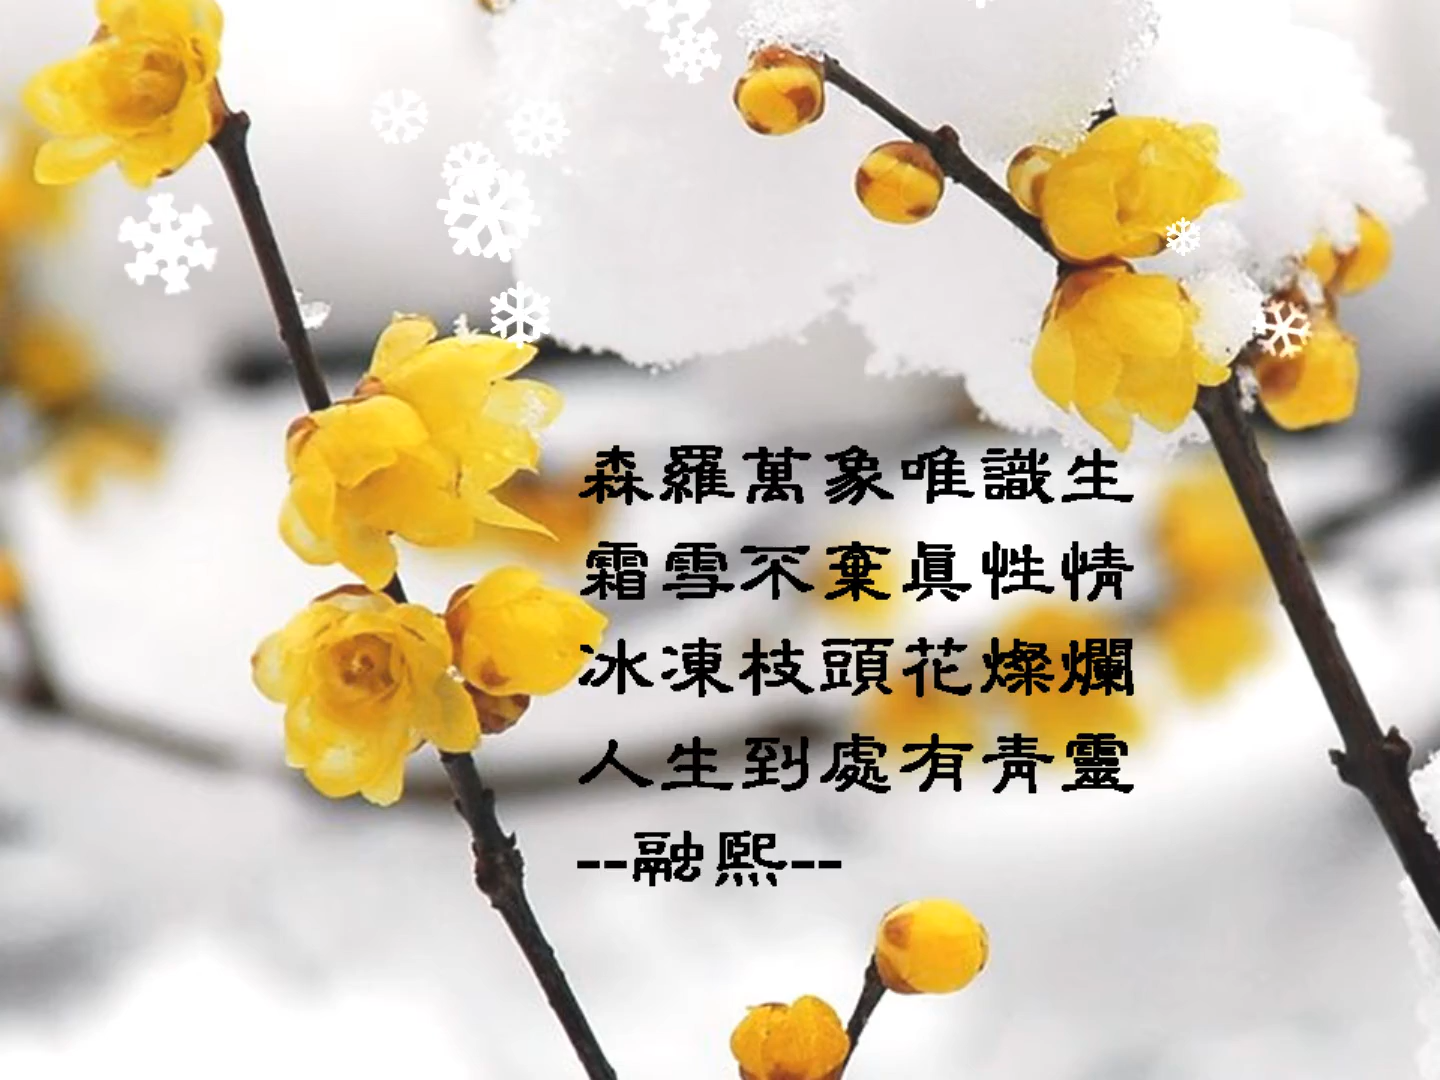 森羅萬象唯識生
霜雪不棄真性情
冰凍枝頭花燦爛
人生到處有青靈
--融熙--